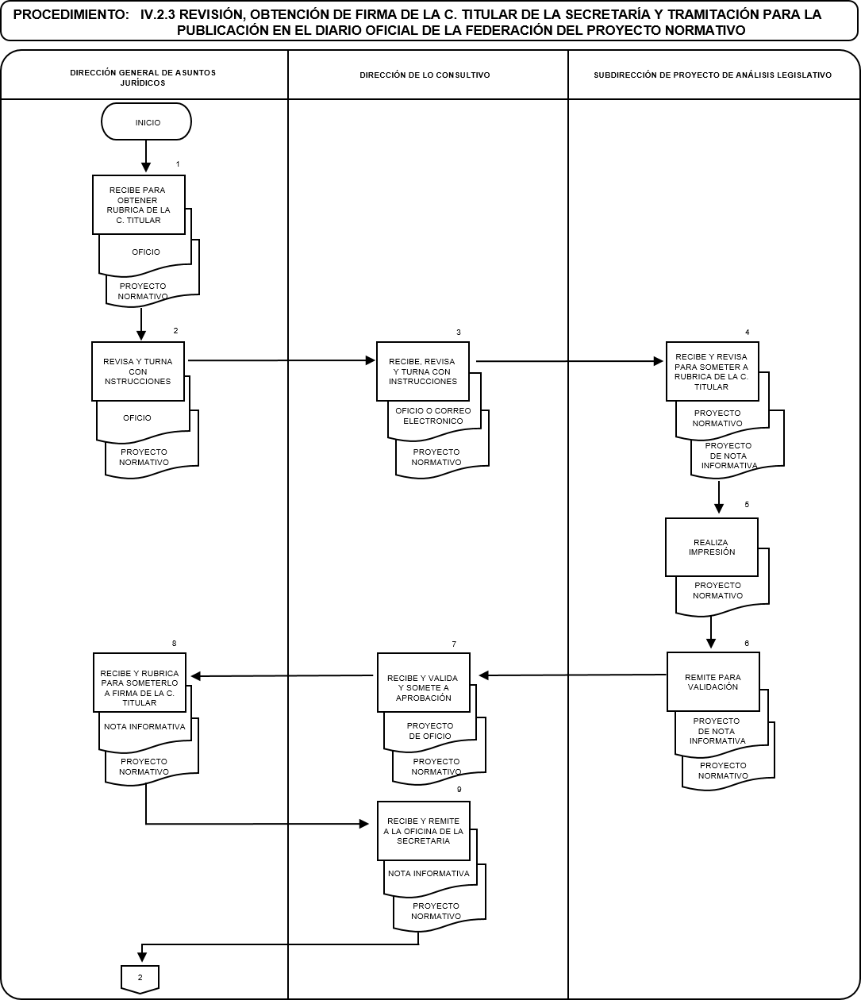 PROCEDIMIENTO: IV.2.3 REVISIÓN, OBTENCIÓN DE FIRMA DE LA C. TITULAR DE LA SECRETARÍA Y TRAMITACIÓN PARA LA
PUBLICACIÓN EN EL DIARIO OFICIAL DE LA FEDERACIÓN DEL PROYECTO NORMATIVO
DIRECCIÓN GENERAL DE ASUNTOS
JURÍDICOS
DIRECCIÓN DE LO CONSULTIVO
SUBDIRECCIÓN DE PROYECTO DE ANÁLISIS LEGISLATIVO
INICIO
1
RECIBE PARA
OBTENER
RUBRICA DE LA
C. TITULAR
OFICIO
PROYECTO
NORMATIVO
2
REVISA Y TURNA
CON
NSTRUCCIONES
OFICIO
PROYECTO
NORMATIVO
3
RECIBE, REVISA
Y TURNA CON
INSTRUCCIONES
OFICIO O CORREO
ELECTRONICO
PROYECTO
NORMATIVO
4
RECIBE Y REVISA
PARA SOMETER A
RUBRICA DE LA C.
TITULAR
PROYECTO
NORMATIVO
PROYECTO
DE NOTA
INFORMATIVA
5
REALIZA
IMPRESIÓN
PROYECTO
NORMATIVO
6
REMITE PARA
VALIDACIÓN
PROYECTO
DE NOTA
INFORMATIVA
PROYECTO
NORMATIVO
7
RECIBE Y VALIDA
Y SOMETE A
APROBACIÓN
PROYECTO
DE OFICIO
PROYECTO
NORMATIVO
8
RECIBE Y RUBRICA
PARA SOMETERLO
A FIRMA DE LA C.
TITULAR
NOTA INFORMATIVA
PROYECTO
NORMATIVO
9
RECIBE Y REMITE
A LA OFICINA DE LA
SECRETARIA
NOTA INFORMATIVA
PROYECTO
NORMATIVO
2